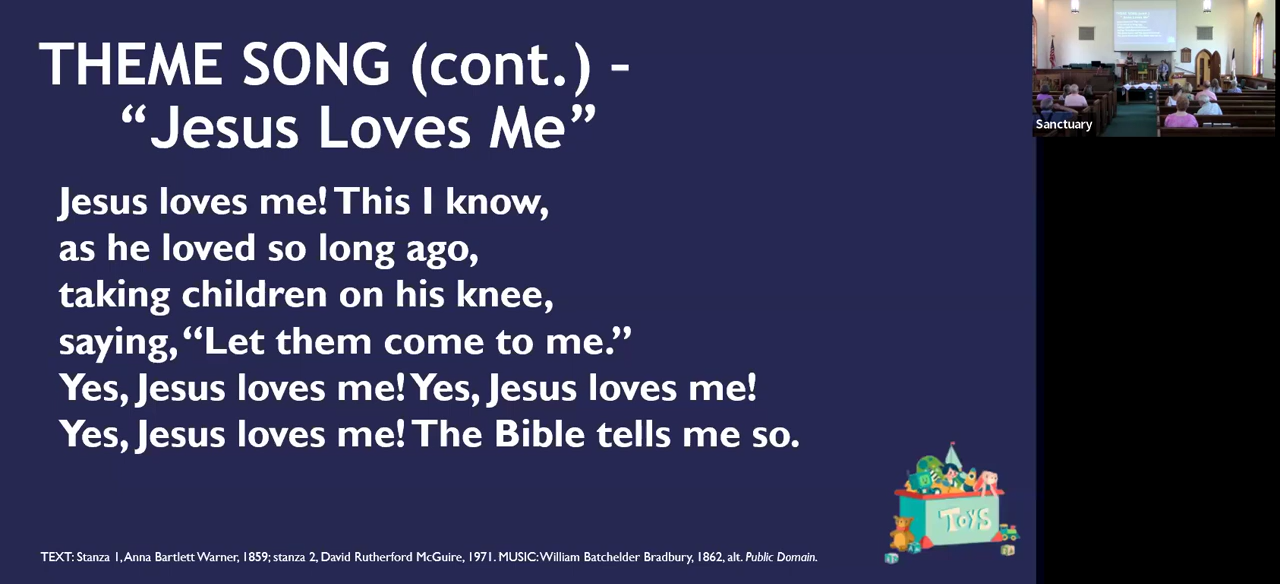 THEME SONG (cont.) -
“Jesus Loves Me”
Jesus loves me! This I know,
as he loved so long ago,
taking children on his knee,
saying, “Let them come to me.”
Yes, Jesus loves me! Yes, Jesus loves me!
Yes, Jesus loves me! The Bible tells me so.
TOYS
TEXT: Stanza 1, Anna Bartlett Warner, 1859; stanza 2, David Rutherford McGuire, 1971. MUSIC: William Batchelder Bradbury, 1862, alt. Public Domain.
Sanctuary